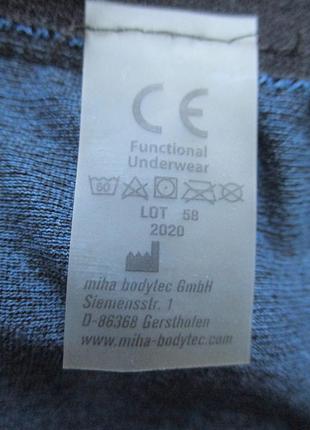 CE
Functional
Underwear
60
LOT 58
2020
miha bodytec GmbH
Siemensstr. 1
D-86368 Gersthofen
www.miha-bodytec.com